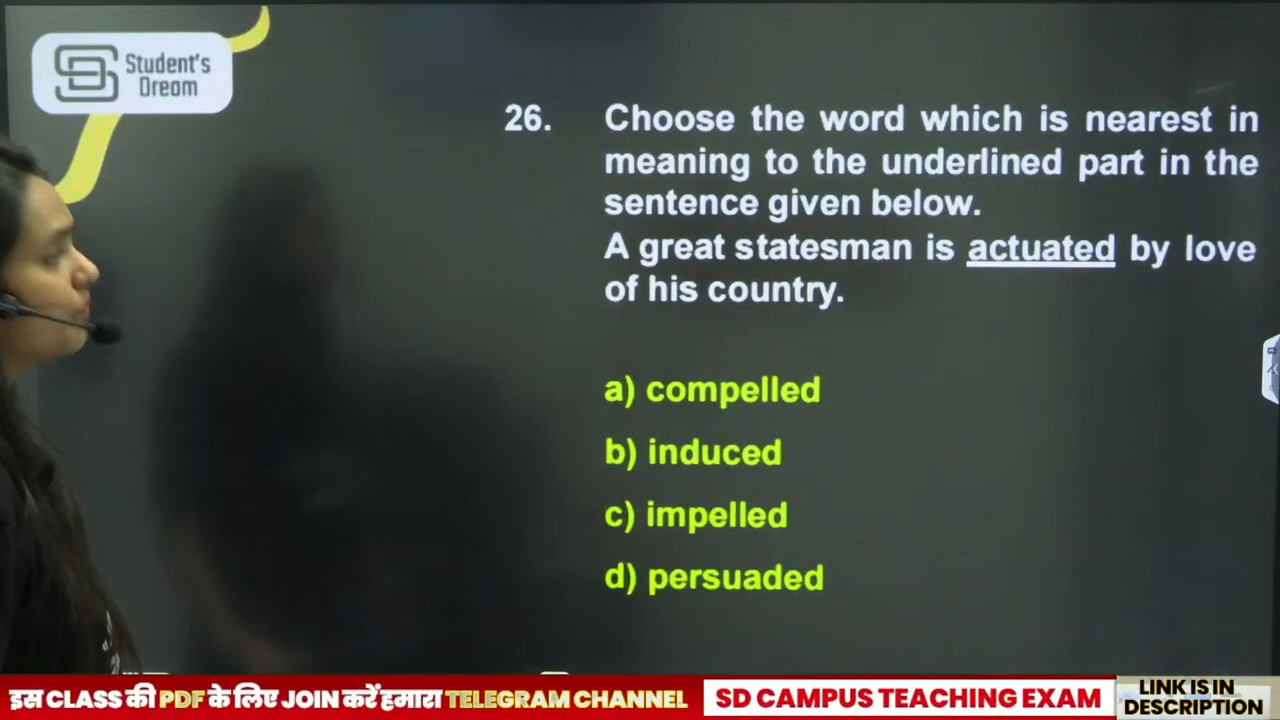 Student's
Dream
26. Choose the word which is nearest in
meaning to the underlined part in the
sentence given below.
A great statesman is actuated by love
of his country.
a) compelled
b) induced
c) impelled
d) persuaded
इस CLASS की PDF के लिए JOIN करें हमारा TELEGRAM CHANNEL
SD CAMPUS TEACHING EXAM
LINK IS IN
DESCRIPTION